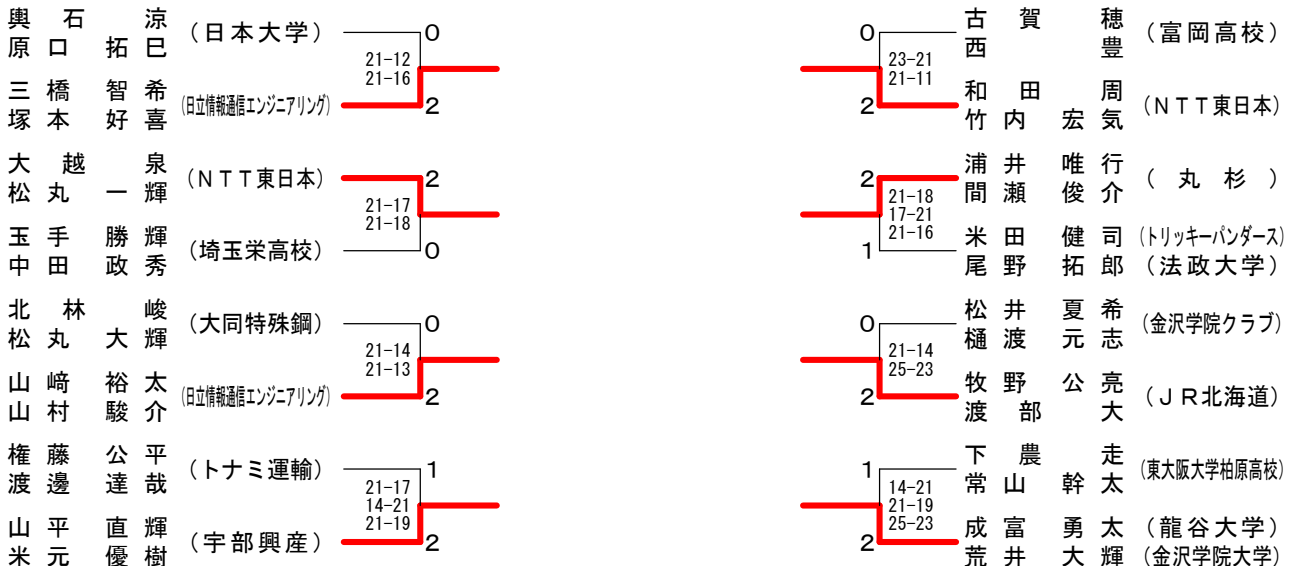 輿石涼 (日本大学) 0
原口拓巳
21-12
21-16
三橋智希 (日立情報通信エンジニアリング) 2
塚本好喜
大越泉 (NTT東日本) 2
松丸一輝
21-17
21-18
玉手勝輝 (埼玉栄高校) 0
中田政秀
北林峻 (大同特殊鋼) 0
松丸大輝
21-14
21-13
山﨑裕太 (日立情報通信エンジニアリング) 2
山村駿介
権藤公平 (トナミ運輸) 1
渡邊達哉
21-17
14-21
21-19
山平直輝 (宇部興産) 2
米元優樹
0 古賀穂 (富岡高校)
西豊
23-21
21-11
2 和田周 (NTT東日本)
竹内宏気
2 浦井唯行 (丸杉)
間瀬俊介
21-18
17-21
21-16
1 米田健司 (トリッキーパンダース)
尾野拓郎 (法政大学)
0 松井夏希 (金沢学院クラブ)
樋渡元志
21-14
25-23
2 牧野公亮 (JR北海道)
渡部大
1 下農走 (東大阪大学柏原高校)
常山幹太
14-21
21-19
25-23
2 成富勇太 (龍谷大学)
荒井大輝 (金沢学院大学)